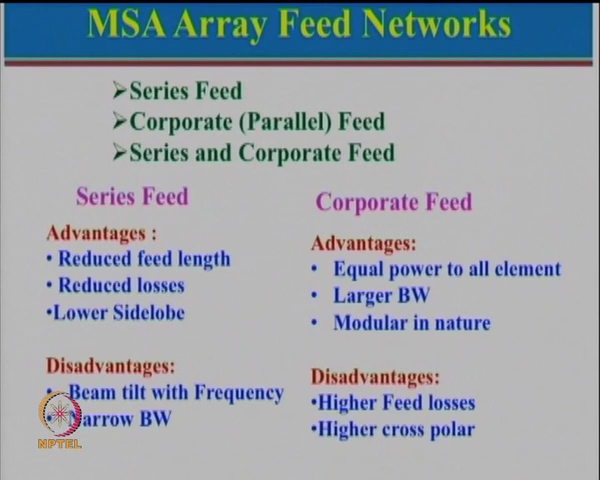 MSA Array Feed Networks
➢Series Feed
➢Corporate (Parallel) Feed
➢Series and Corporate Feed
Series Feed
Advantages :
• Reduced feed length
• Reduced losses
•Lower Sidelobe
Disadvantages:
• Beam tilt with Frequency
• Narrow BW
Corporate Feed
Advantages:
• Equal power to all element
• Larger BW
• Modular in nature
Disadvantages:
•Higher Feed losses
•Higher cross polar
NPTEL